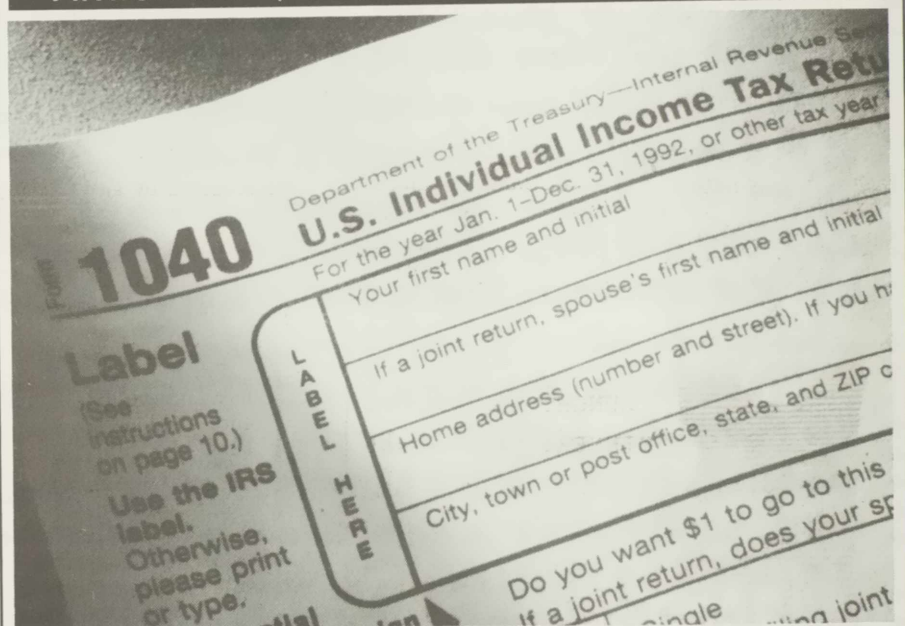 Department of the Treasury—Internal Revenue
Form 1040
U.S. Individual Income Tax Retu
For the year Jan. 1–Dec. 31, 1992, or other tax year
Label
(See
instructions
on page 10.)
Use the IRS
label.
Otherwise,
please print
or type.
LABEL HERE
Your first name and initial
If a joint return, spouse's first name and initial
Home address (number and street). If you ha
City, town or post office, state, and ZIP c
Do you want $1 to go to this
If a joint return, does your sp
Single
joint